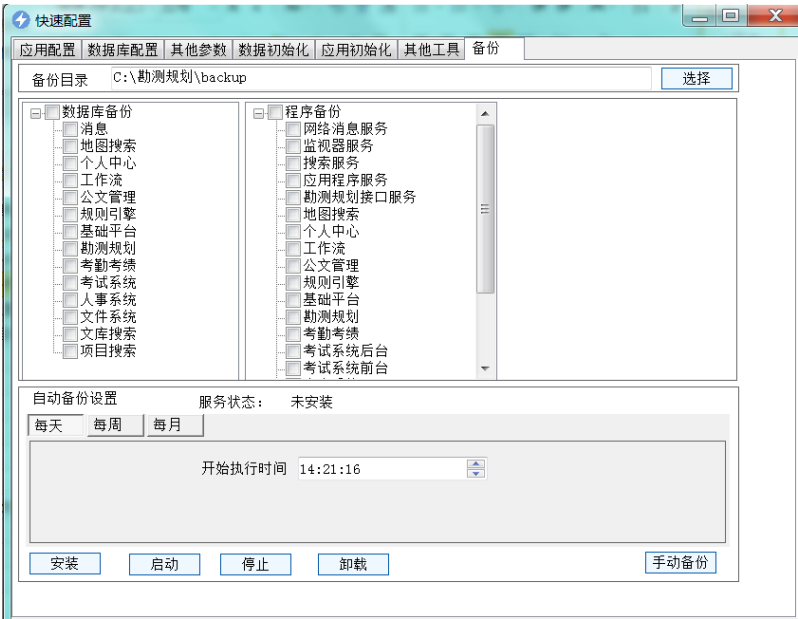 快速配置
应用配置 数据库配置 其他参数 数据初始化 应用初始化 其他工具 备份
备份目录 C:\勘测规划\backup 选择
数据库备份
消息
地图搜索
个人中心
工作流
公文管理
规则引擎
基础平台
勘测规划
考勤考绩
考试系统
人事系统
文件系统
文库搜索
项目搜索
程序备份
网络消息服务
监视器服务
搜索服务
应用程序服务
勘测规划接口服务
地图搜索
个人中心
工作流
公文管理
规则引擎
基础平台
勘测规划
考勤考绩
考试系统后台
考试系统前台
自动备份设置 服务状态： 未安装
每天 每周 每月
开始执行时间 14:21:16
安装 启动 停止 卸载 手动备份